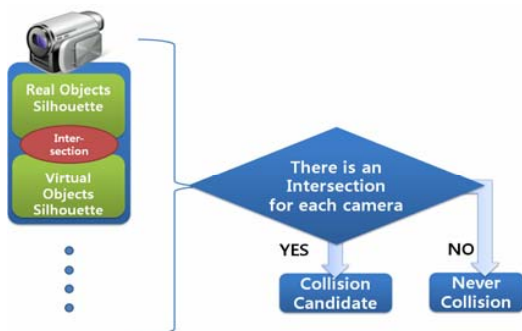 Real Objects
Silhouette
Inter-
section
Virtual
Objects
Silhouette
There is an
Intersection
for each camera
YES
NO
Collision
Candidate
Never
Collision